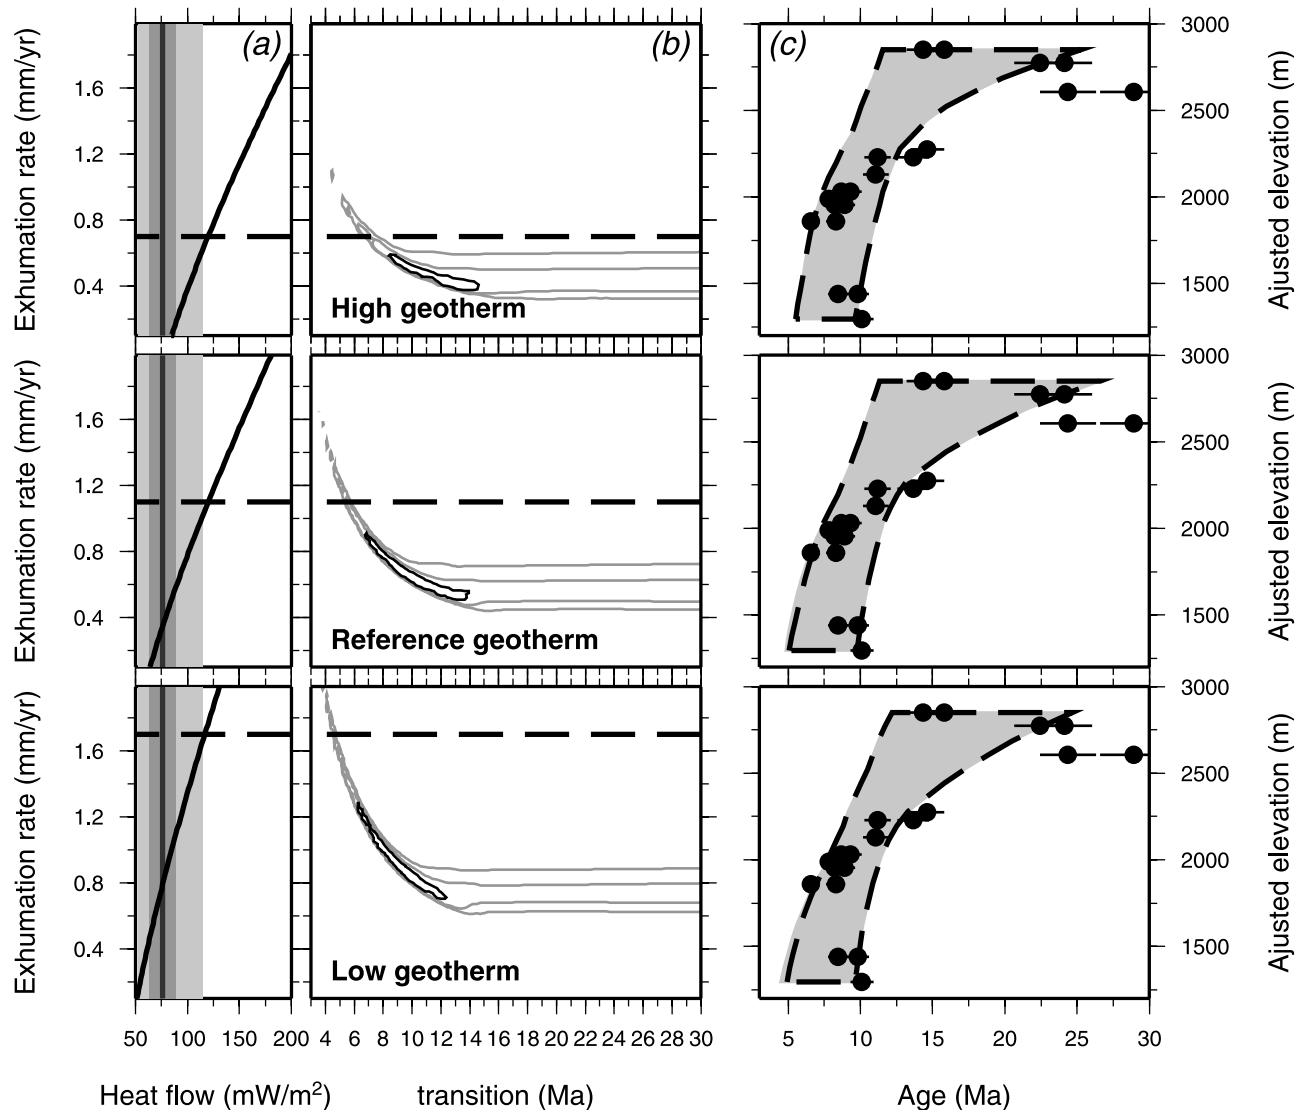 (a)
(b)
(c)
Exhumation rate (mm/yr)
1.6
1.2
0.8
0.4
High geotherm
3000
2500
2000
1500
Ajusted elevation (m)
Exhumation rate (mm/yr)
1.6
1.2
0.8
0.4
Reference geotherm
3000
2500
2000
1500
Ajusted elevation (m)
Exhumation rate (mm/yr)
1.6
1.2
0.8
0.4
Low geotherm
3000
2500
2000
1500
Ajusted elevation (m)
50 100 150 200
4 6 8 10 12 14 16 18 20 22 24 26 28 30
5 10 15 20 25 30
Heat flow (mW/m²)
transition (Ma)
Age (Ma)